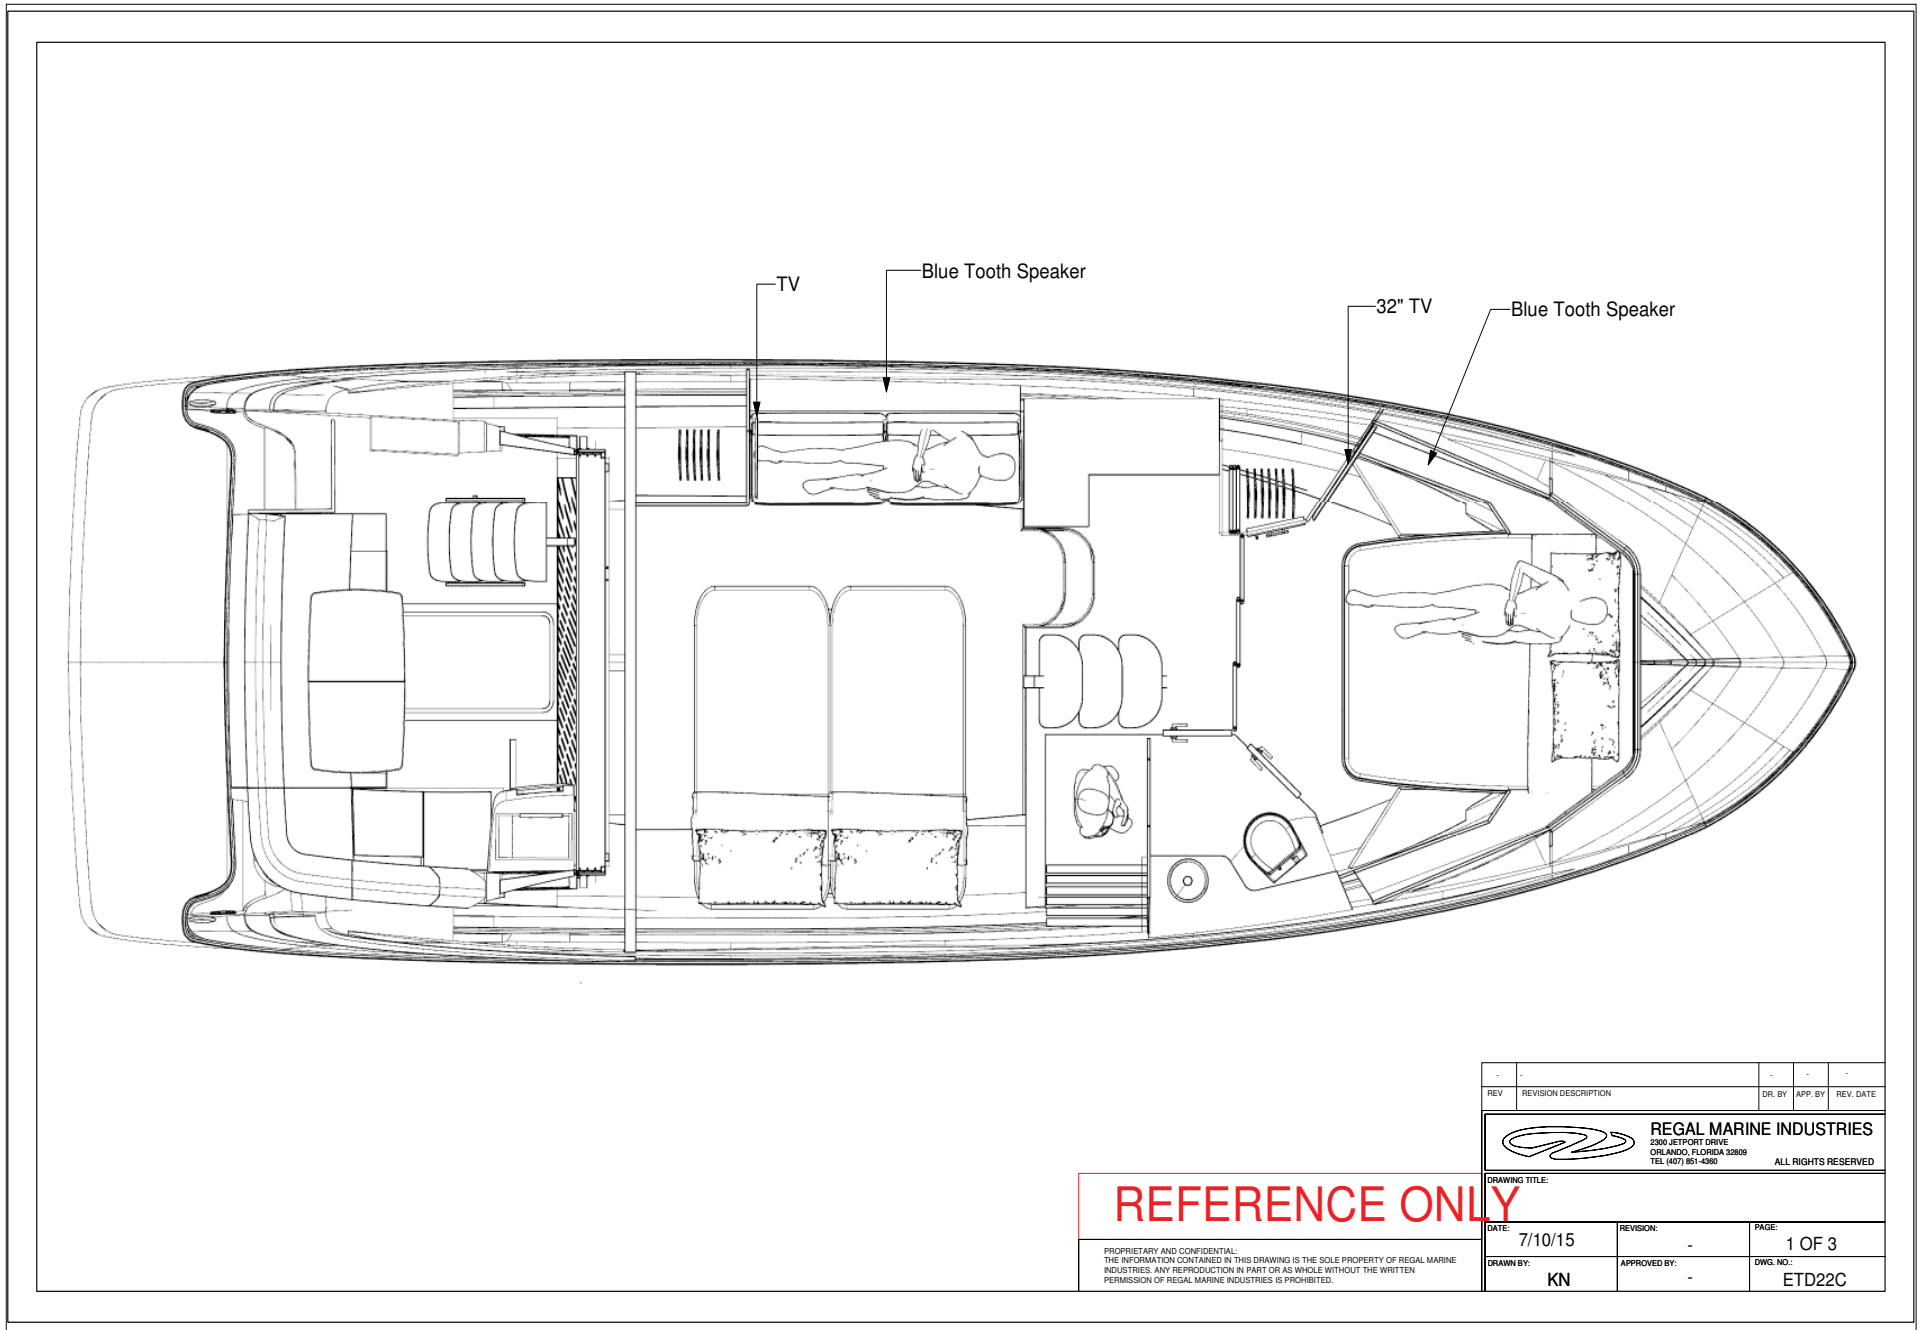 Blue Tooth Speaker
TV
32" TV
Blue Tooth Speaker
- - - - -
REV REVISION DESCRIPTION DR. BY APP. BY REV. DATE
REGAL MARINE INDUSTRIES
2300 JETPORT DRIVE
ORLANDO, FLORIDA 32809
TEL (407) 851-4360 ALL RIGHTS RESERVED
DRAWING TITLE:
REFERENCE ONLY
DATE: REVISION: PAGE:
7/10/15 - 1 OF 3
DRAWN BY: APPROVED BY: DWG. NO.:
KN - ETD22C
PROPRIETARY AND CONFIDENTIAL:
THE INFORMATION CONTAINED IN THIS DRAWING IS THE SOLE PROPERTY OF REGAL MARINE
INDUSTRIES. ANY REPRODUCTION IN PART OR AS WHOLE WITHOUT THE WRITTEN
PERMISSION OF REGAL MARINE INDUSTRIES IS PROHIBITED.